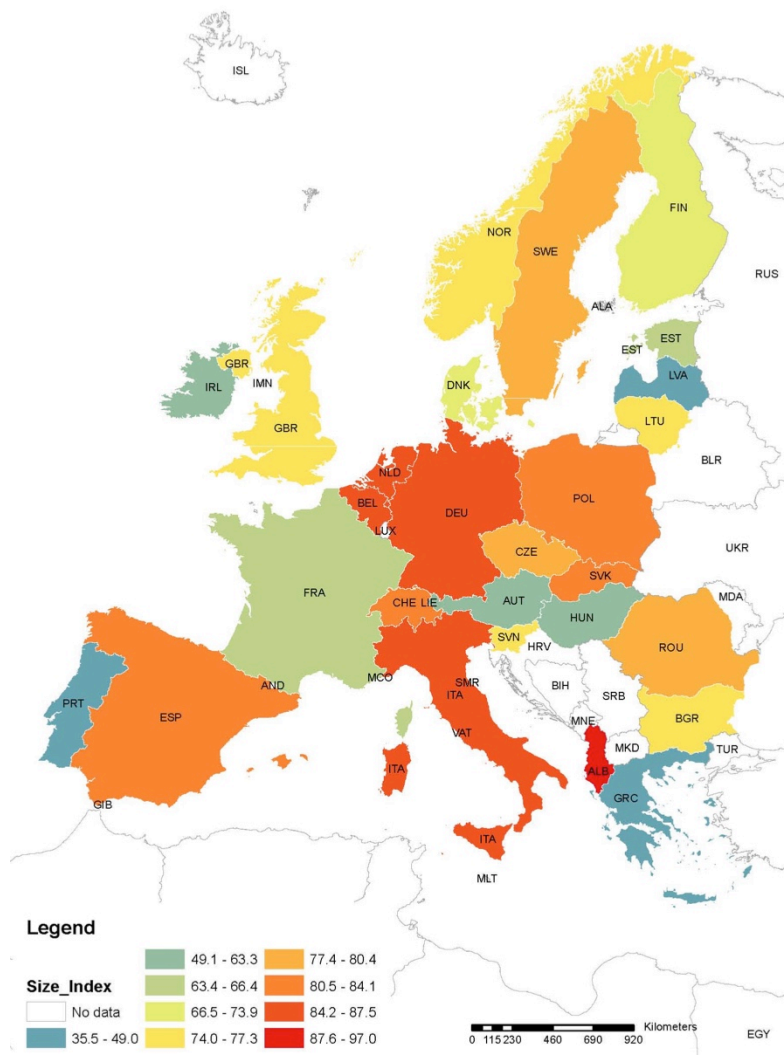 ISL
FIN
NOR
SWE
RUS
ALA
EST
EST
GBR
IMN
DNK
LVA
IRL
LTU
GBR
BLR
NLD
POL
BEL
DEU
LUX
UKR
CZE
SVK
MDA
FRA
CHE LIE
AUT
HUN
SVN
HRV
ROU
MCO
SMR
AND
BIH
SRB
PRT
ITA
ESP
MNE
BGR
VAT
MKD
TUR
ITA
ALB
GIB
GRC
ITA
MLT
Legend
Size_Index
No data
35.5 - 49.0
49.1 - 63.3
63.4 - 66.4
66.5 - 73.9
74.0 - 77.3
77.4 - 80.4
80.5 - 84.1
84.2 - 87.5
87.6 - 97.0
Kilometers
0 115 230 460 690 920
EGY